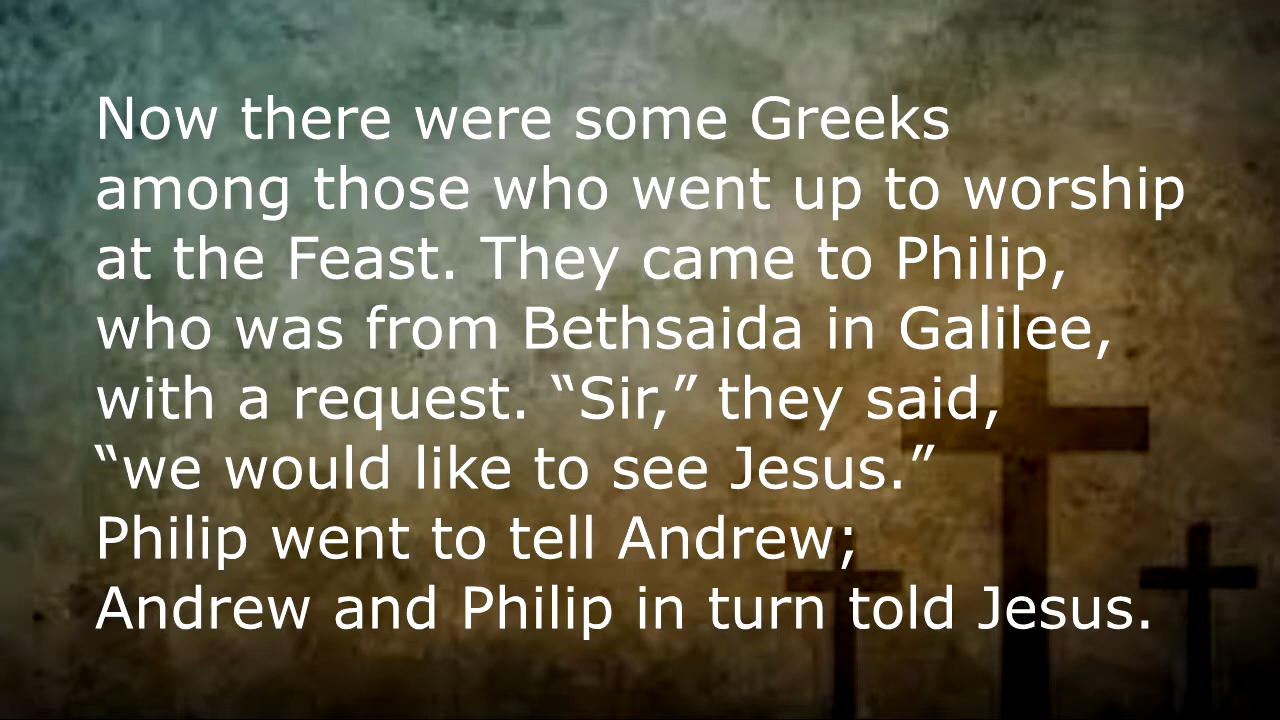 Now there were some Greeks
among those who went up to worship
at the Feast. They came to Philip,
who was from Bethsaida in Galilee,
with a request. “Sir,” they said,
“we would like to see Jesus.”
Philip went to tell Andrew;
Andrew and Philip in turn told Jesus.